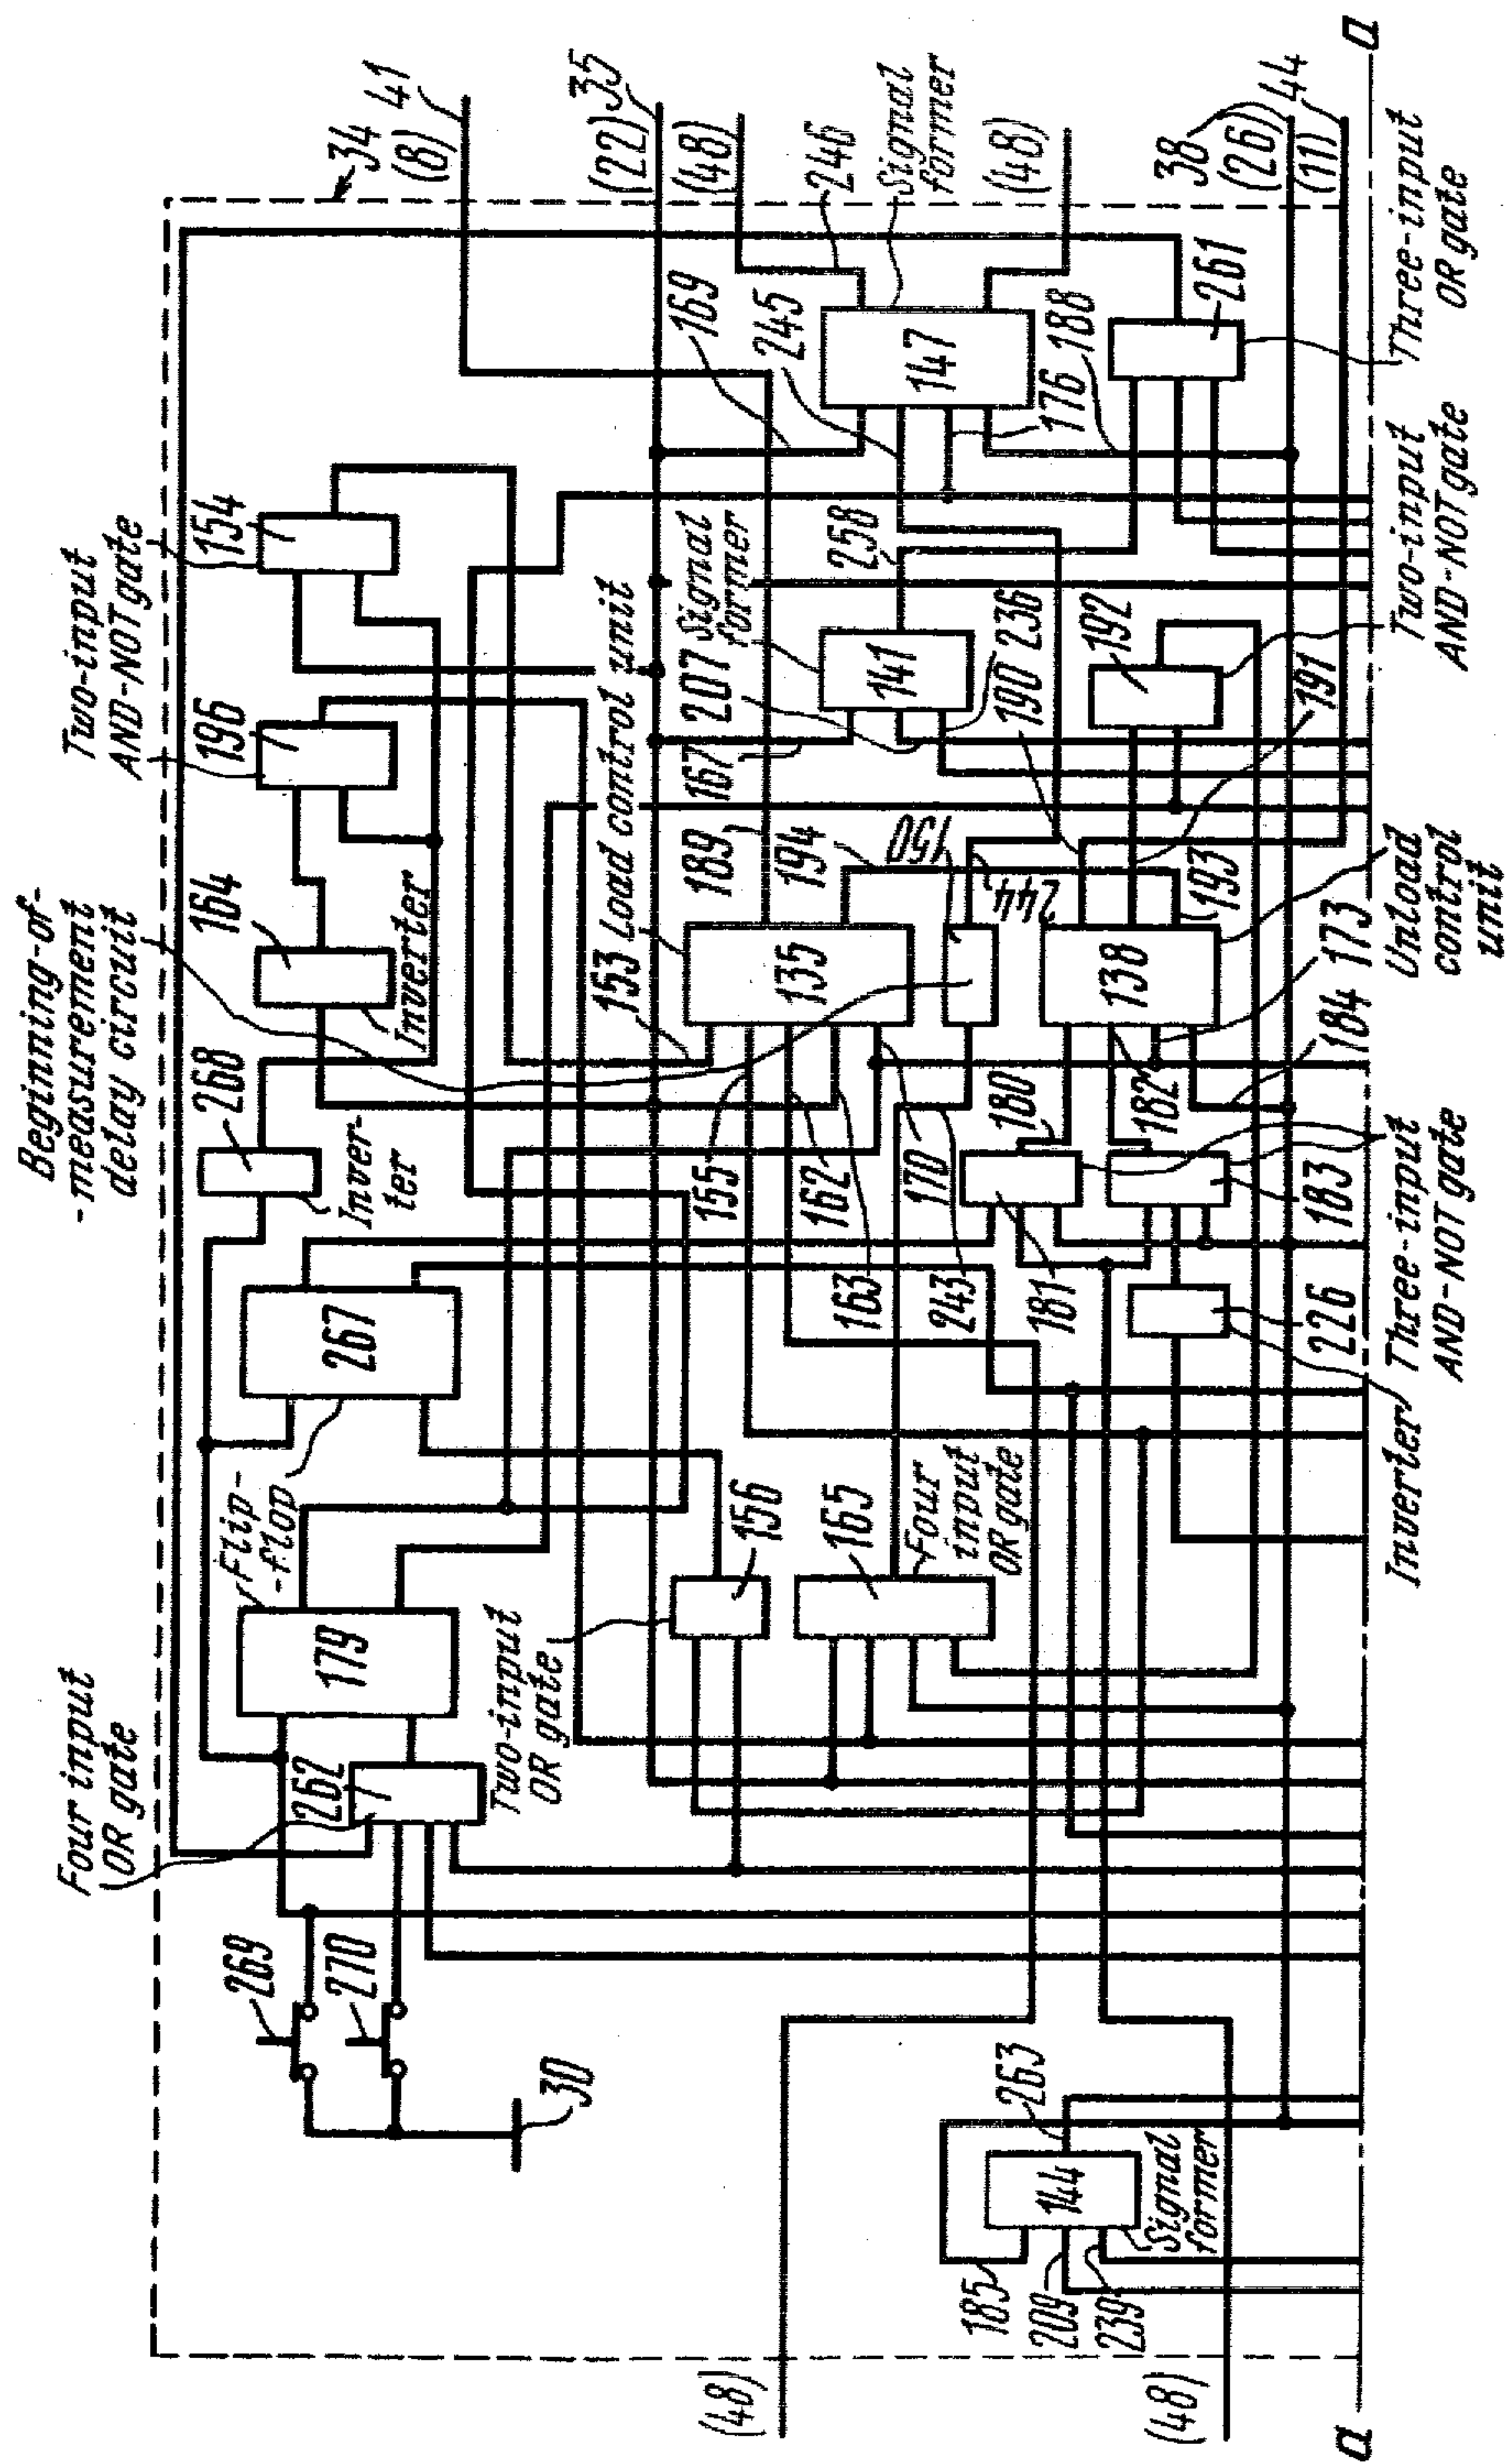 Four input
OR gate
262
269
270
30
179
Flip-
-flop
267
268
Inver-
ter
164
Inverter
196
154
Two-input
AND-NOT gate
Beginning-of-
-measurement
delay circuit
34
41
(8)
35
(22)
(48)
246
Signal
former
(48)
38
(26)
44
(11)
a
Two-input
OR gate
156
165
Four
input
OR gate
155
162
163
170
243
153
Load control unit
135
189
194
150
244
167
207
Signal
former
141
258
236
190
169
245
147
176
188
261
Three-input
OR gate
192
191
Two-input
AND-NOT gate
138
193
Unload
control
unit
173
184
182
180
181
183
Three-input
AND-NOT gate
226
Inverter
263
144
Signal
former
185
209
239
(48)
(48)
a